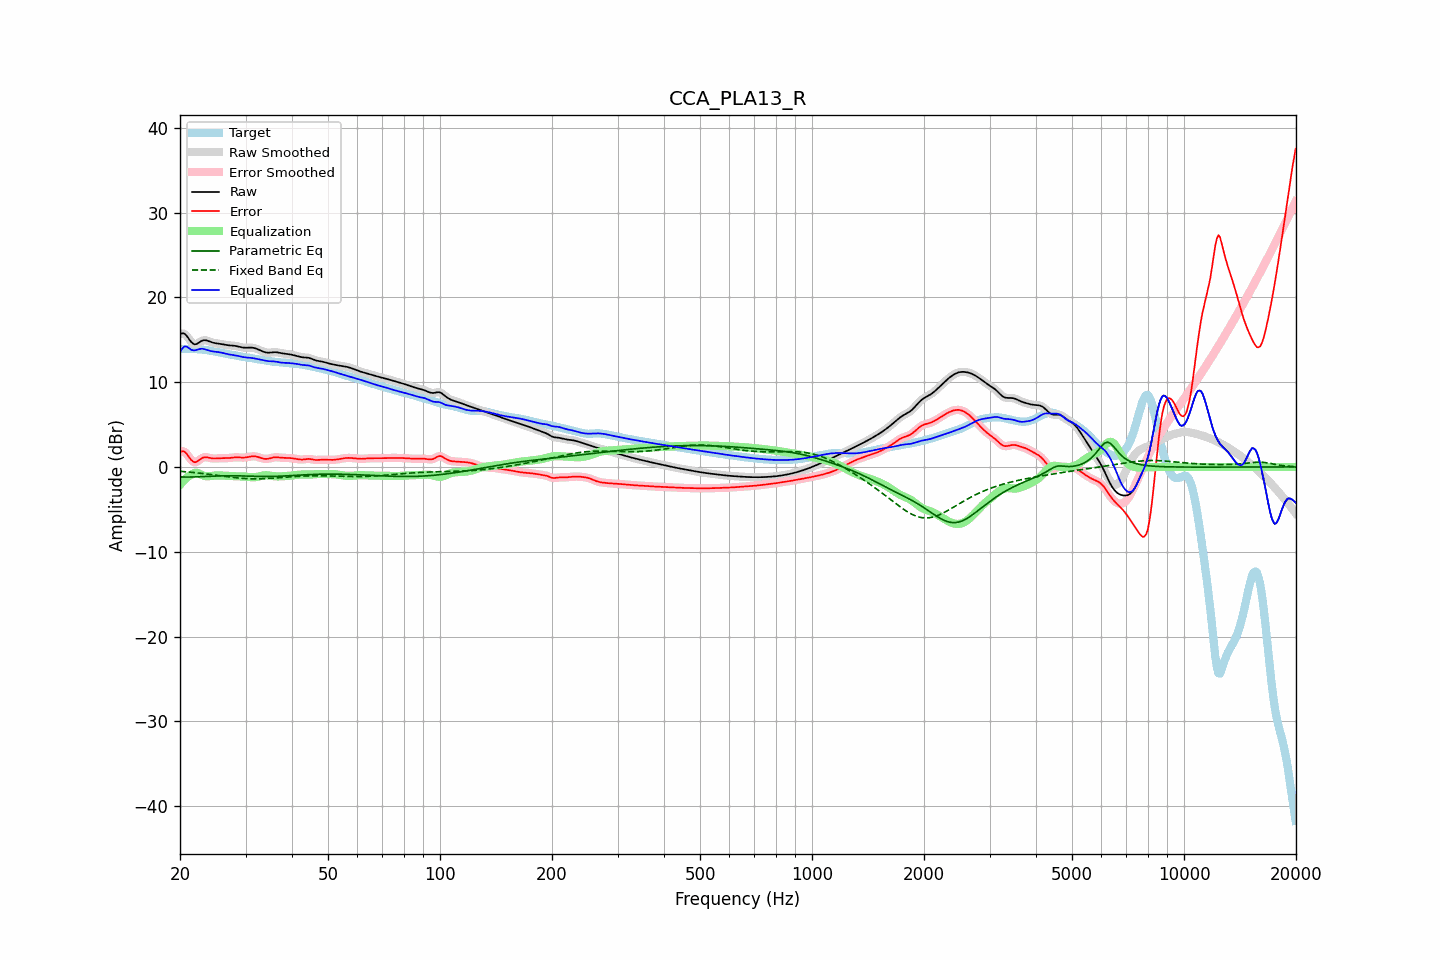 CCA_PLA13_R
Target
Raw Smoothed
Error Smoothed
Raw
Error
Equalization
Parametric Eq
Fixed Band Eq
Equalized
40
30
20
10
0
−10
−20
−30
−40
Amplitude (dBr)
20
50
100
200
500
1000
2000
5000
10000
20000
Frequency (Hz)